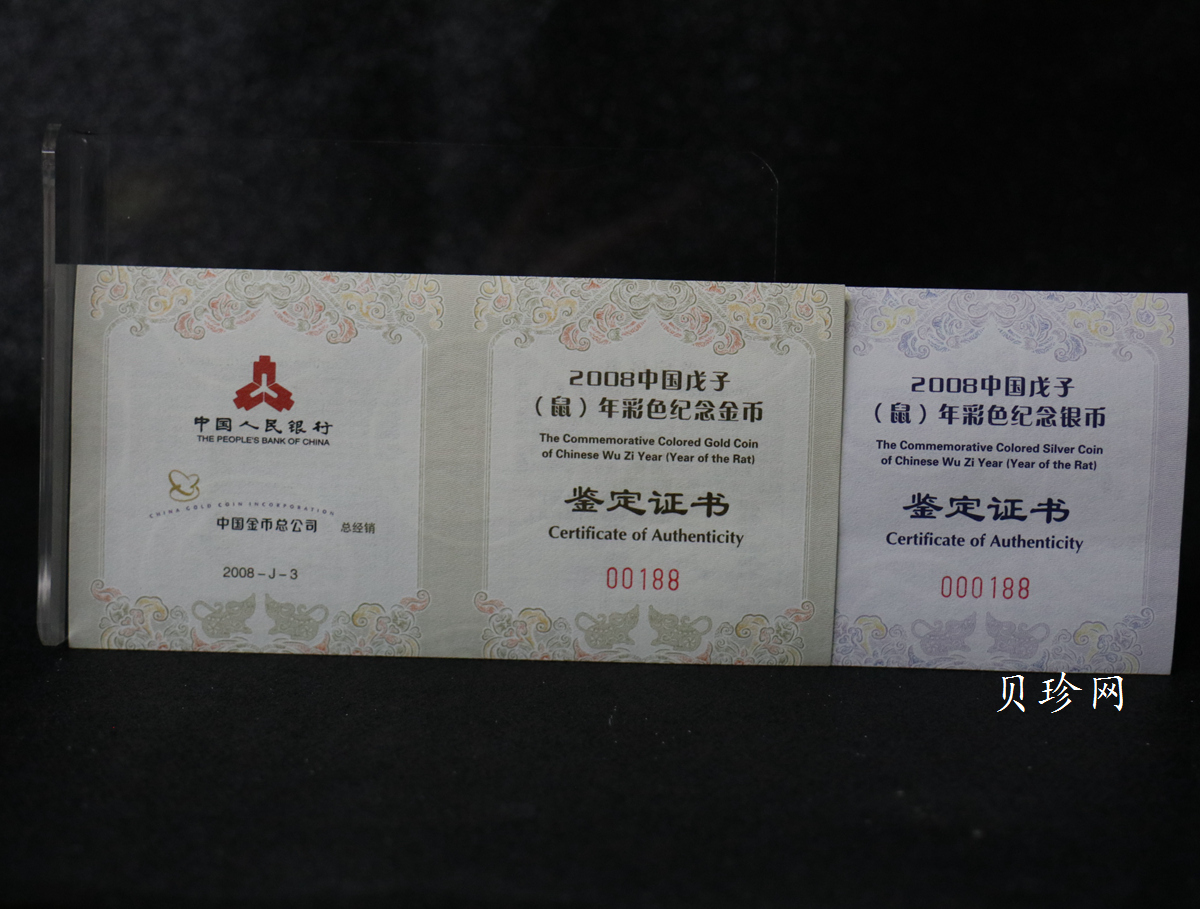 中国人民银行
THE PEOPLE'S BANK OF CHINA
CHINA GOLD COIN INCORPORATION
中国金币总公司 总经销
2008-J-3
2008中国戊子
(鼠)年彩色纪念金币
The Commemorative Colored Gold Coin
of Chinese Wu Zi Year (Year of the Rat)
鉴定证书
Certificate of Authenticity
00188
2008中国戊子
(鼠)年彩色纪念银币
The Commemorative Colored Silver Coin
of Chinese Wu Zi Year (Year of the Rat)
鉴定证书
Certificate of Authenticity
000188
贝珍网